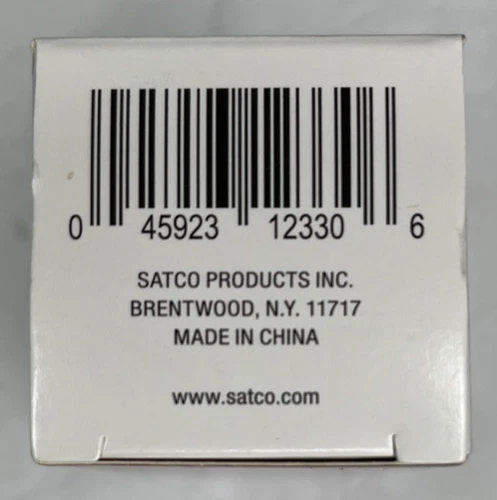 0 45923 12330 6
SATCO PRODUCTS INC.
BRENTWOOD, N.Y. 11717
MADE IN CHINA
www.satco.com